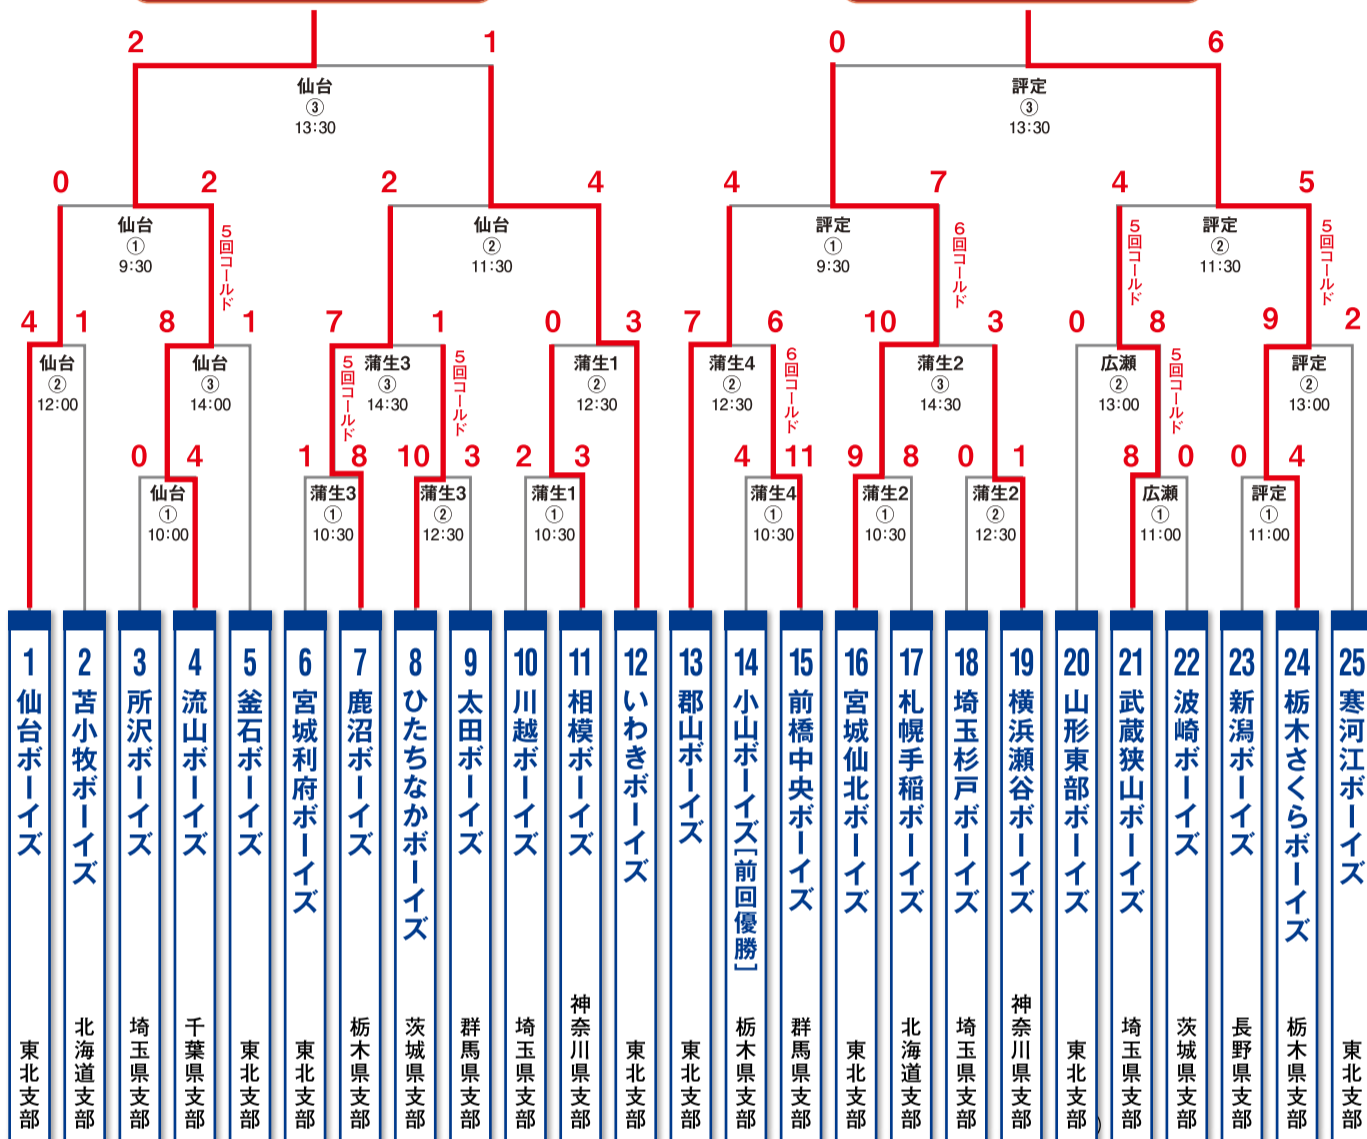 2
1
0
6
仙台
③
13:30
評定
③
13:30
0
2
2
4
4
7
4
5
仙台
①
9:30
5回コールド
仙台
②
11:30
評定
①
9:30
6回コールド
5回コールド
評定
②
11:30
5回コールド
4
1
8
1
7
1
0
3
7
6
10
3
0
8
9
2
仙台
②
12:00
仙台
③
14:00
5回コールド
蒲生3
③
14:30
5回コールド
蒲生1
②
12:30
蒲生4
②
12:30
6回コールド
蒲生2
③
14:30
広瀬
②
13:00
5回コールド
評定
②
13:00
0
4
1
8
10
3
2
3
4
11
9
8
0
1
8
0
0
4
仙台
①
10:00
蒲生3
①
10:30
蒲生3
②
12:30
蒲生1
①
10:30
蒲生4
①
10:30
蒲生2
①
10:30
蒲生2
②
12:30
広瀬
①
11:00
評定
①
11:00
1
仙台ボーイズ
東北支部
2
苫小牧ボーイズ
北海道支部
3
所沢ボーイズ
埼玉県支部
4
流山ボーイズ
千葉県支部
5
釜石ボーイズ
東北支部
6
宮城利府ボーイズ
東北支部
7
鹿沼ボーイズ
栃木県支部
8
ひたちなかボーイズ
茨城県支部
9
太田ボーイズ
群馬県支部
10
川越ボーイズ
埼玉県支部
11
相模ボーイズ
神奈川県支部
12
いわきボーイズ
東北支部
13
郡山ボーイズ
東北支部
14
小山ボーイズ[前回優勝]
栃木県支部
15
前橋中央ボーイズ
群馬県支部
16
宮城仙北ボーイズ
東北支部
17
札幌手稲ボーイズ
北海道支部
18
埼玉杉戸ボーイズ
埼玉県支部
19
横浜瀬谷ボーイズ
神奈川県支部
20
山形東部ボーイズ
東北支部
)
21
武蔵狭山ボーイズ
埼玉県支部
22
波崎ボーイズ
茨城県支部
23
新潟ボーイズ
長野県支部
24
栃木さくらボーイズ
栃木県支部
25
寒河江ボーイズ
東北支部